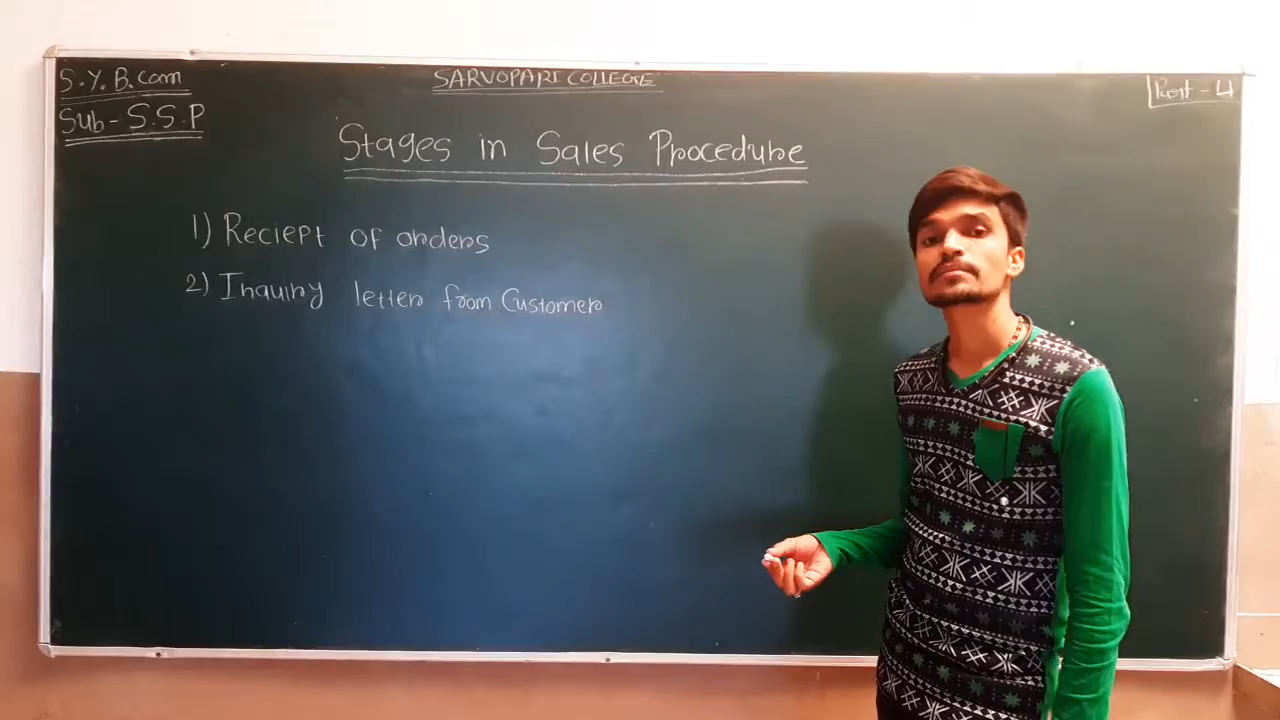 S.Y.B.com
SARVOPARI COLLEGE
Part-4
Sub-S.S.P
Stages in Sales Procedure
1) Reciept of orders
2) Inquiry letter from Customer